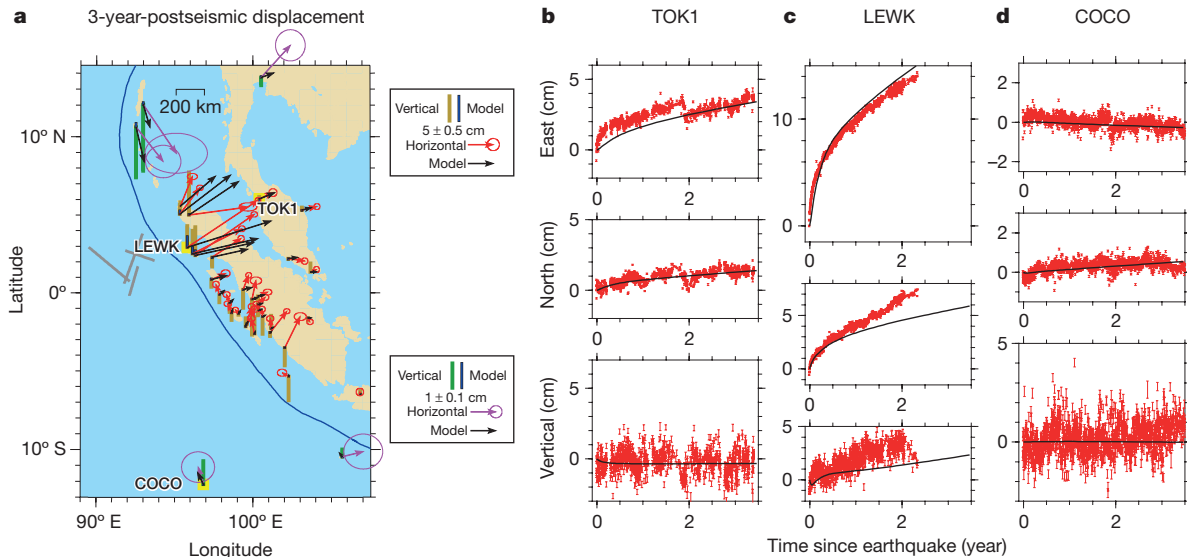 a 3-year-postseismic displacement
200 km
10° N
0°
10° S
Latitude
90° E 100° E
Longitude
TOK1
LEWK
COCO
Vertical Model
5 ± 0.5 cm
Horizontal
Model
Vertical Model
1 ± 0.1 cm
Horizontal
Model
b TOK1
East (cm)
5
0
0 2
North (cm)
5
0
0 2
Vertical (cm)
5
0
0 2
c LEWK
10
0
0 2
5
0
0 2
5
0
0 2
d COCO
2
0
−2
0 2
2
0
0 2
5
0
0 2
Time since earthquake (year)